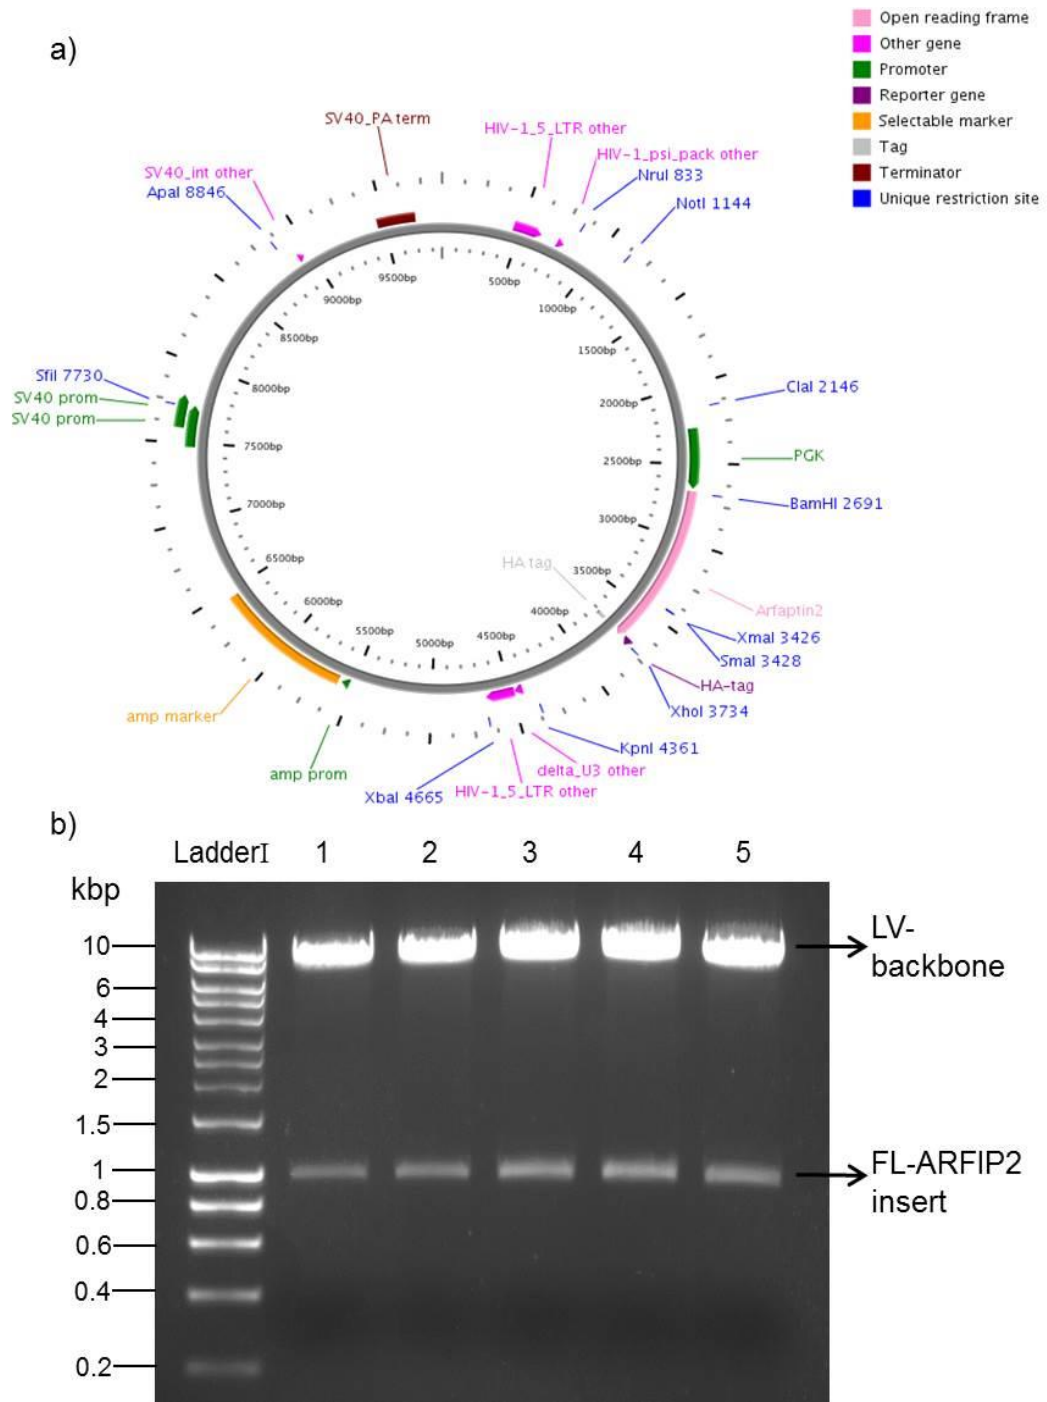 a)
Open reading frame
Other gene
Promoter
Reporter gene
Selectable marker
Tag
Terminator
Unique restriction site
SV40_PA term
HIV-1_5_LTR other
HIV-1_psi_pack other
SV40_int other
ApaI 8846
NruI 833
NotI 1144
9500bp
500bp
9000bp
1000bp
8500bp
1500bp
SfiI 7730
SV40 prom
SV40 prom
8000bp
2000bp
ClaI 2146
7500bp
2500bp
PGK
7000bp
3000bp
BamHI 2691
6500bp
HA tag
3500bp
6000bp
4000bp
5500bp
5000bp
4500bp
Arfaptin2
XmaI 3426
SmaI 3428
HA-tag
XhoI 3734
amp marker
KpnI 4361
amp prom
delta_U3 other
XbaI 4665
HIV-1_5_LTR other
b)
LadderI 1 2 3 4 5
kbp
10
6
4
3
2
1.5
1
0.8
0.6
0.4
0.2
LV-
backbone
FL-ARFIP2
insert